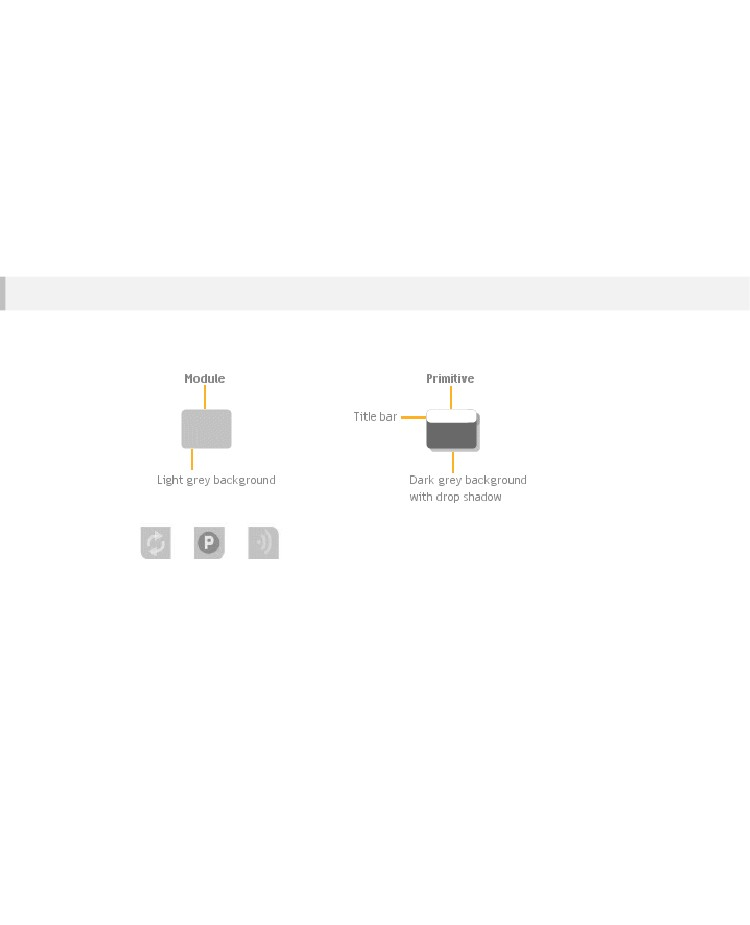 Module
Primitive
Title bar
Light grey background
Dark grey background
with drop shadow
P